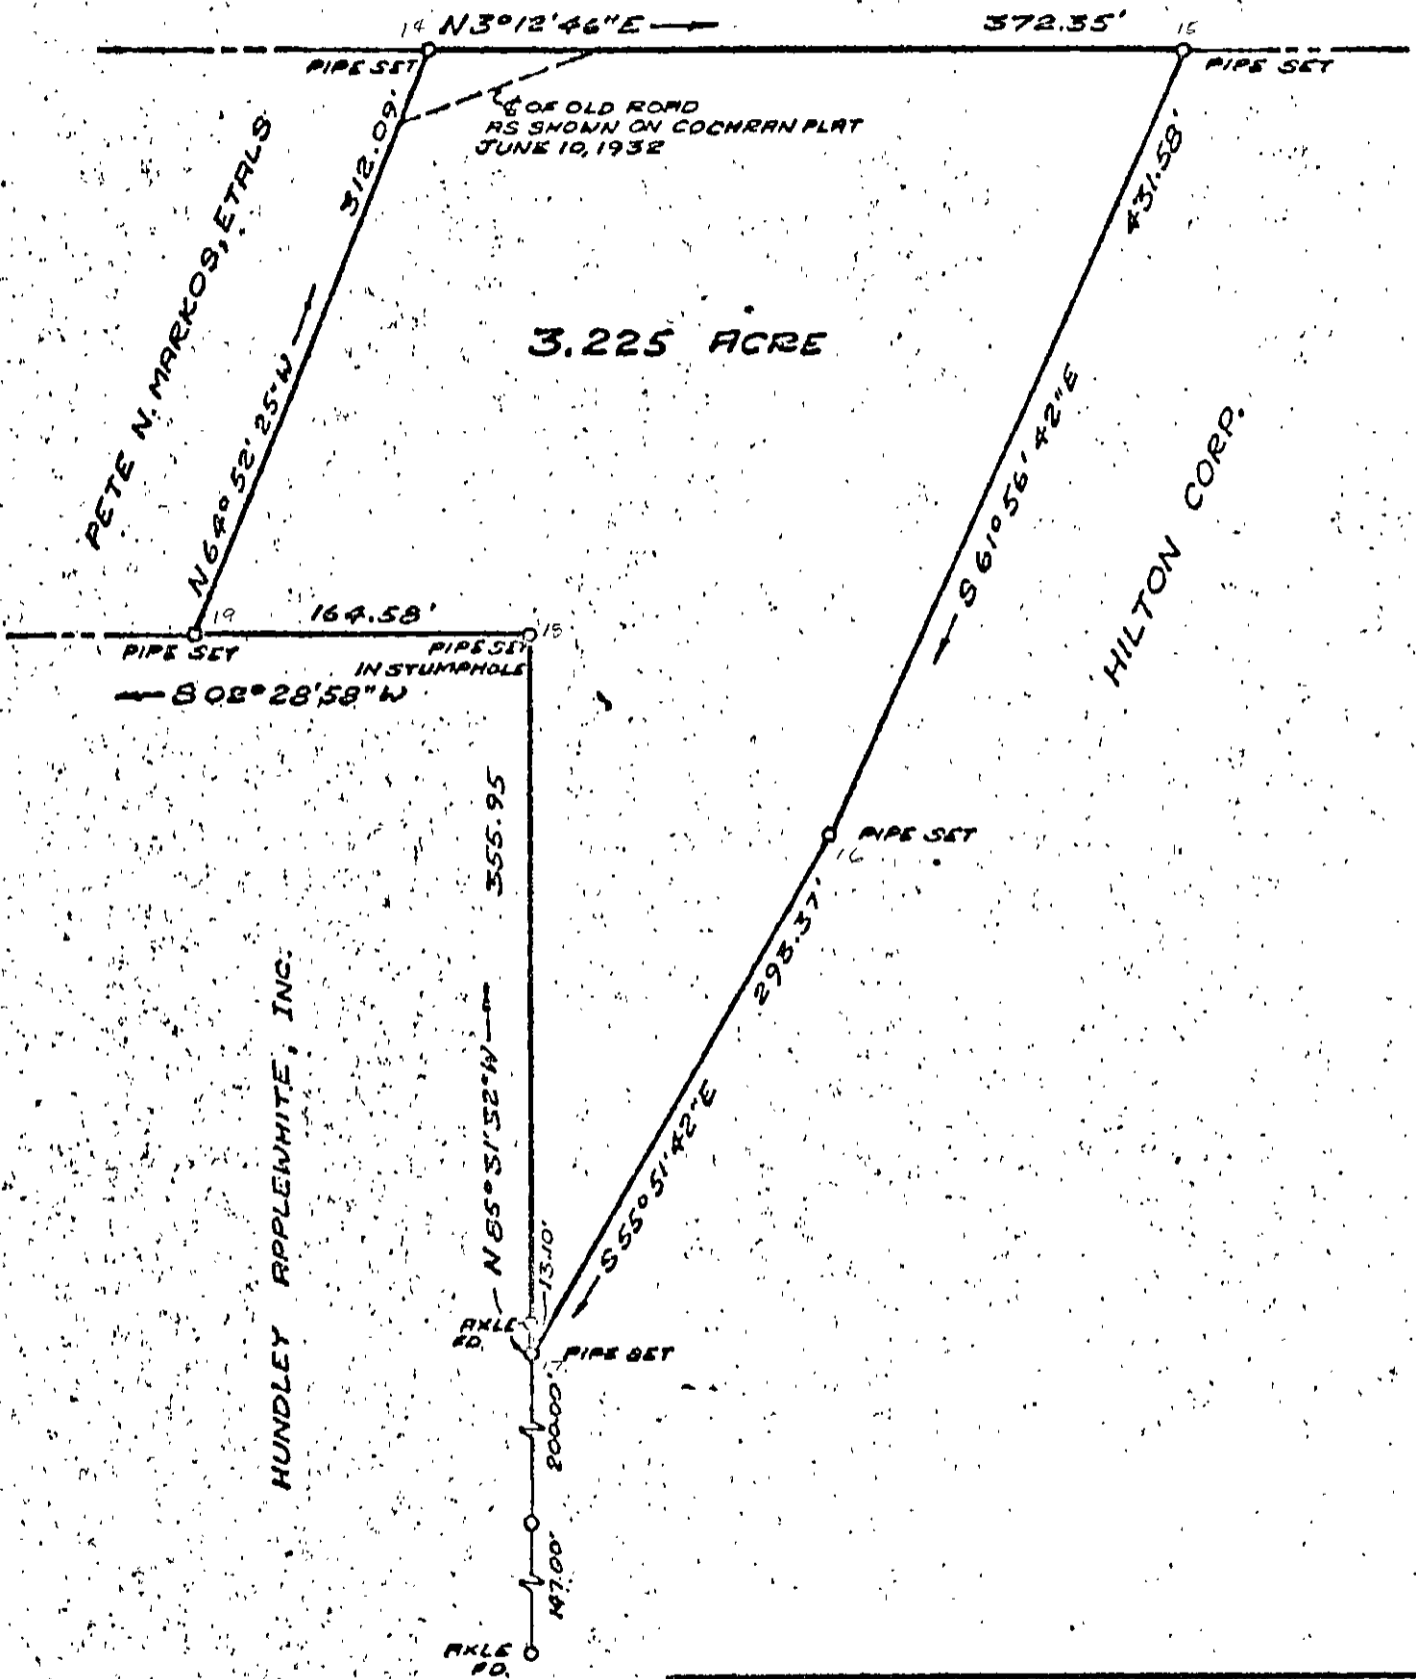 14 N3°12'46"E 372.35' 15
PIPE SET
PIPE SET
℄ OF OLD ROAD
AS SHOWN ON COCHRAN PLAT
JUNE 10, 1932
312.09'
431.58'
PETE N. MARKOS, ETALS
3.225 ACRE
N64°52'25"W
S61°56'42"E
HILTON CORP.
19 164.58' 18
PIPE SET
PIPE SET
IN STUMPHOLE
S02°28'58"W
355.95
PIPE SET
16
298.37'
HUNDLEY APPLEWHITE, INC.
N85°31'52"W
S55°51'42"E
13.10'
AXLE
FD.
PIPE SET
200.00'
147.00'
AXLE
FD.